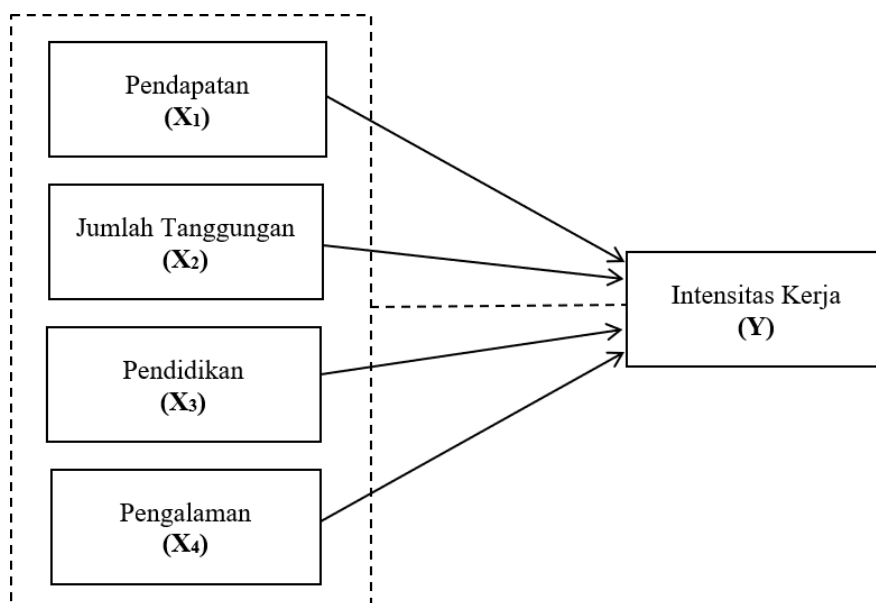 Pendapatan
(X₁)
Jumlah Tanggungan
(X₂)
Pendidikan
(X₃)
Pengalaman
(X₄)
Intensitas Kerja
(Y)